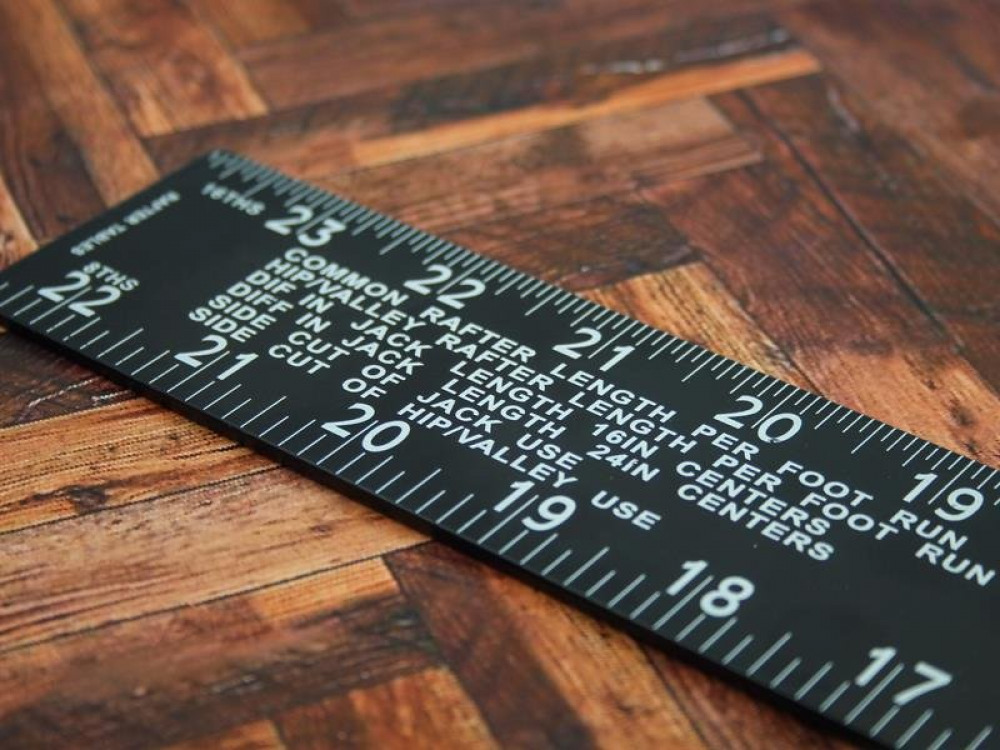 RAFTER TABLES
16THS
23 22 21 20 19
COMMON RAFTER LENGTH PER FOOT RUN
HIP/VALLEY RAFTER LENGTH PER FOOT RUN
DIF IN JACK LENGTH 16IN CENTERS
DIFF IN JACK LENGTH 24IN CENTERS
SIDE CUT OF JACK USE
SIDE CUT OF HIP/VALLEY USE
8THS
22 21 20 19 18 17